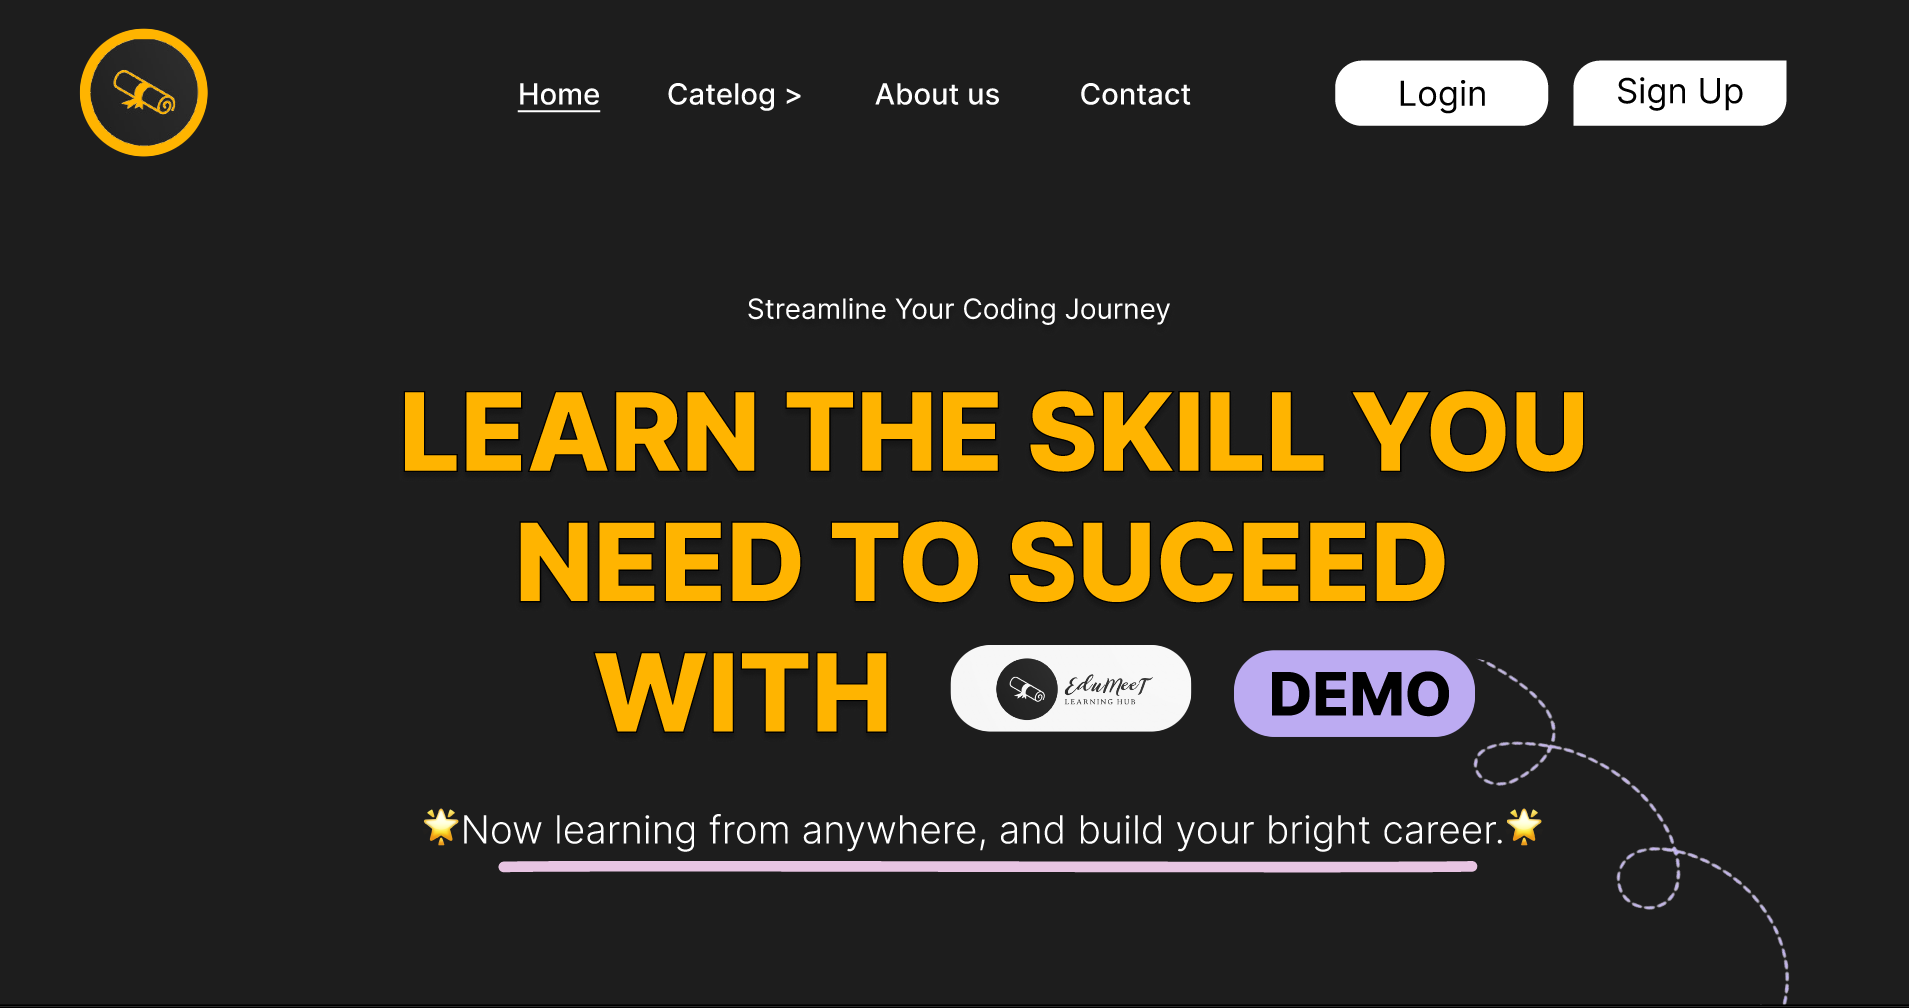 Home
Catelog >
About us
Contact
Login
Sign Up
Streamline Your Coding Journey
LEARN THE SKILL YOU
NEED TO SUCEED
WITH
EduMeeT
LEARNING HUB
DEMO
🌟Now learning from anywhere, and build your bright career.🌟